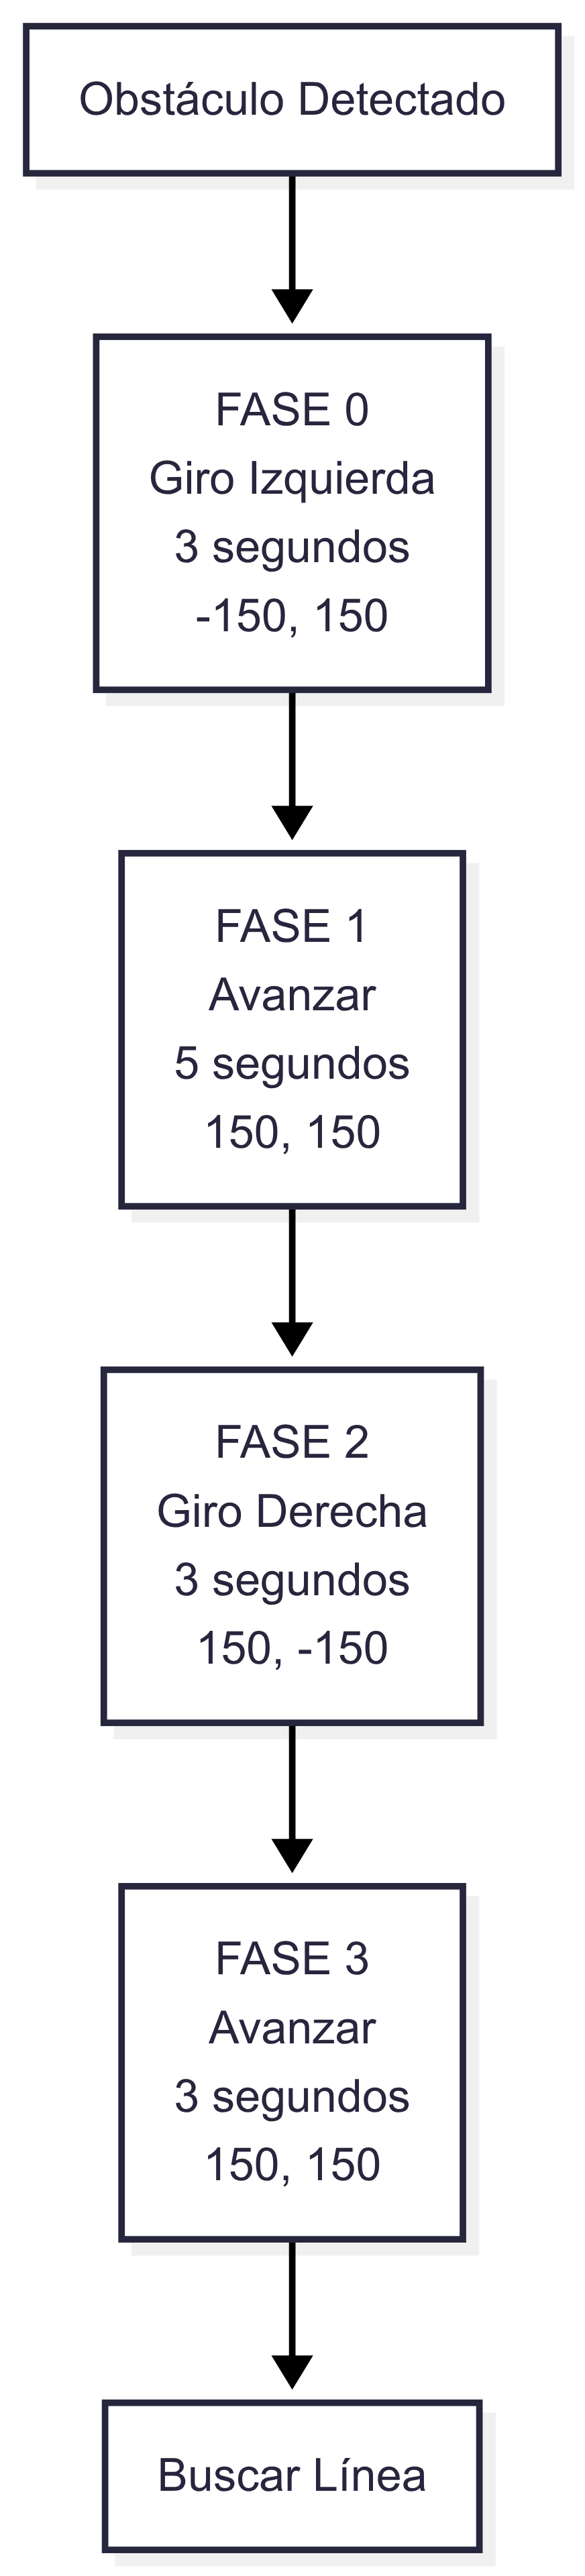 Obstáculo Detectado
FASE 0
Giro Izquierda
3 segundos
-150, 150
FASE 1
Avanzar
5 segundos
150, 150
FASE 2
Giro Derecha
3 segundos
150, -150
FASE 3
Avanzar
3 segundos
150, 150
Buscar Línea